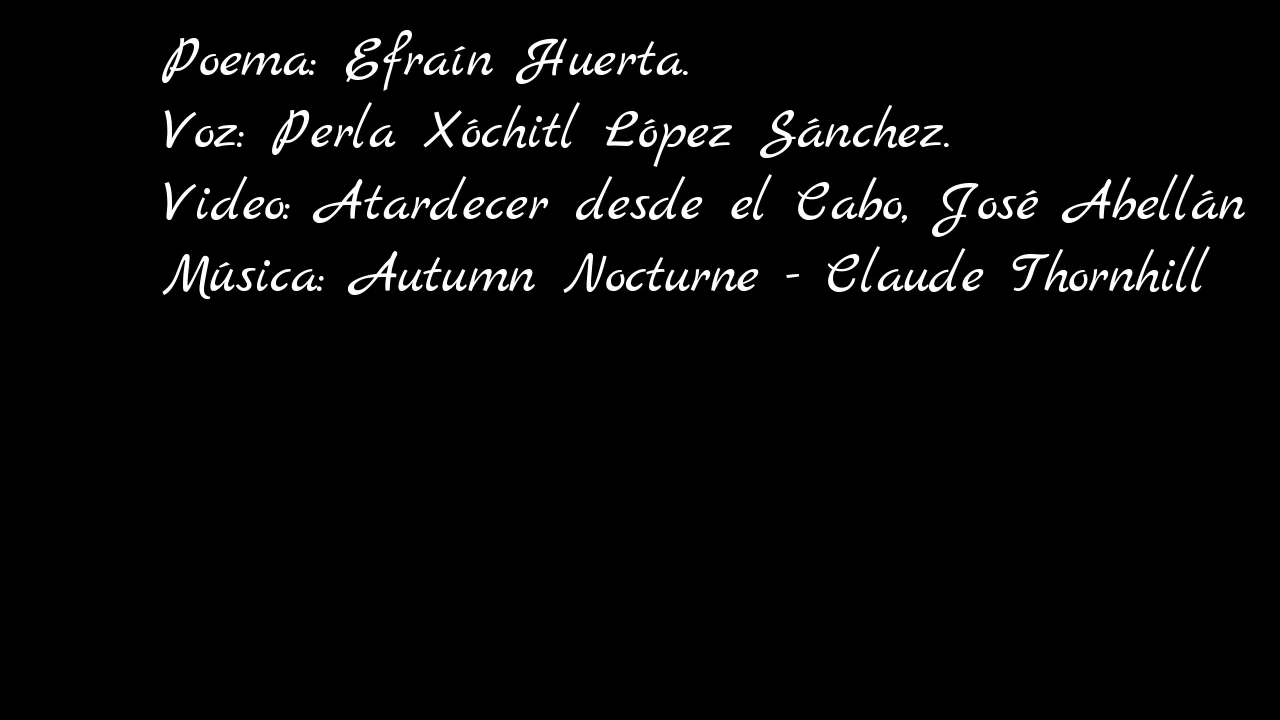 Poema: Efraín Huerta.
Voz: Perla Xóchitl López Sánchez.
Video: Atardecer desde el Cabo, José Abellán
Música: Autumn Nocturne - Claude Thornhill